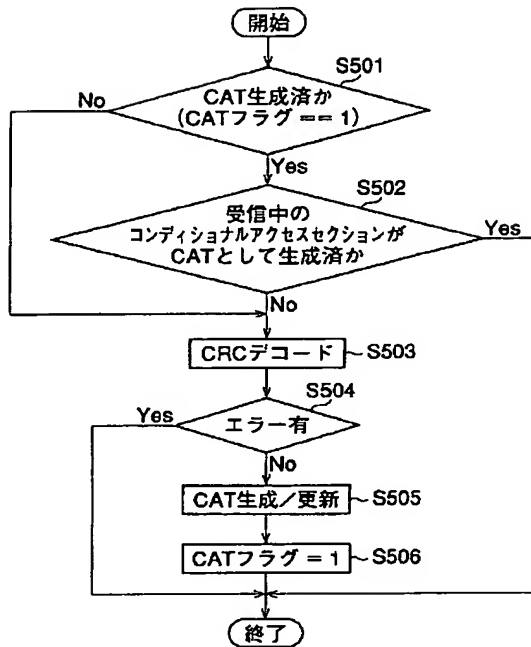 開始
S501
CAT生成済か
(CATフラグ == 1)
No
Yes
S502
受信中の
コンディショナルアクセスセクションが
CATとして生成済か
Yes
No
CRCデコード
S503
S504
Yes
エラー有
No
CAT生成/更新
S505
CATフラグ = 1
S506
終了